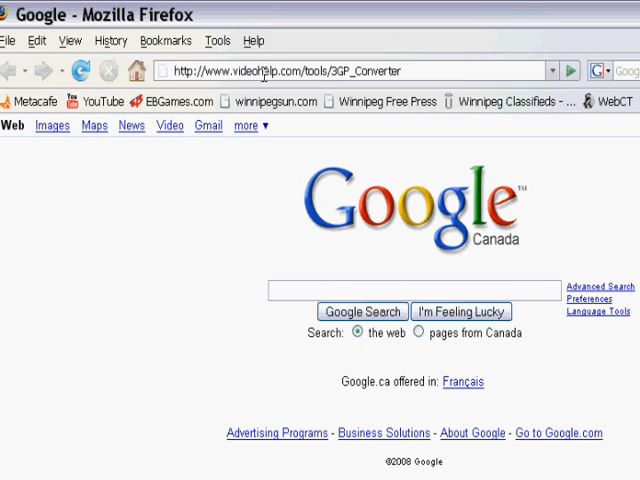 Google - Mozilla Firefox
File Edit View History Bookmarks Tools Help
http://www.videohelp.com/tools/3GP_Converter G Goog
Metacafe YouTube EBGames.com winnipegsun.com Winnipeg Free Press Winnipeg Classifieds - ... WebCT
Web Images Maps News Video Gmail more ▼
Google™
Canada
Advanced Search
Preferences
Language Tools
Google Search I'm Feeling Lucky
Search: the web pages from Canada
Google.ca offered in: Français
Advertising Programs - Business Solutions - About Google - Go to Google.com
©2008 Google